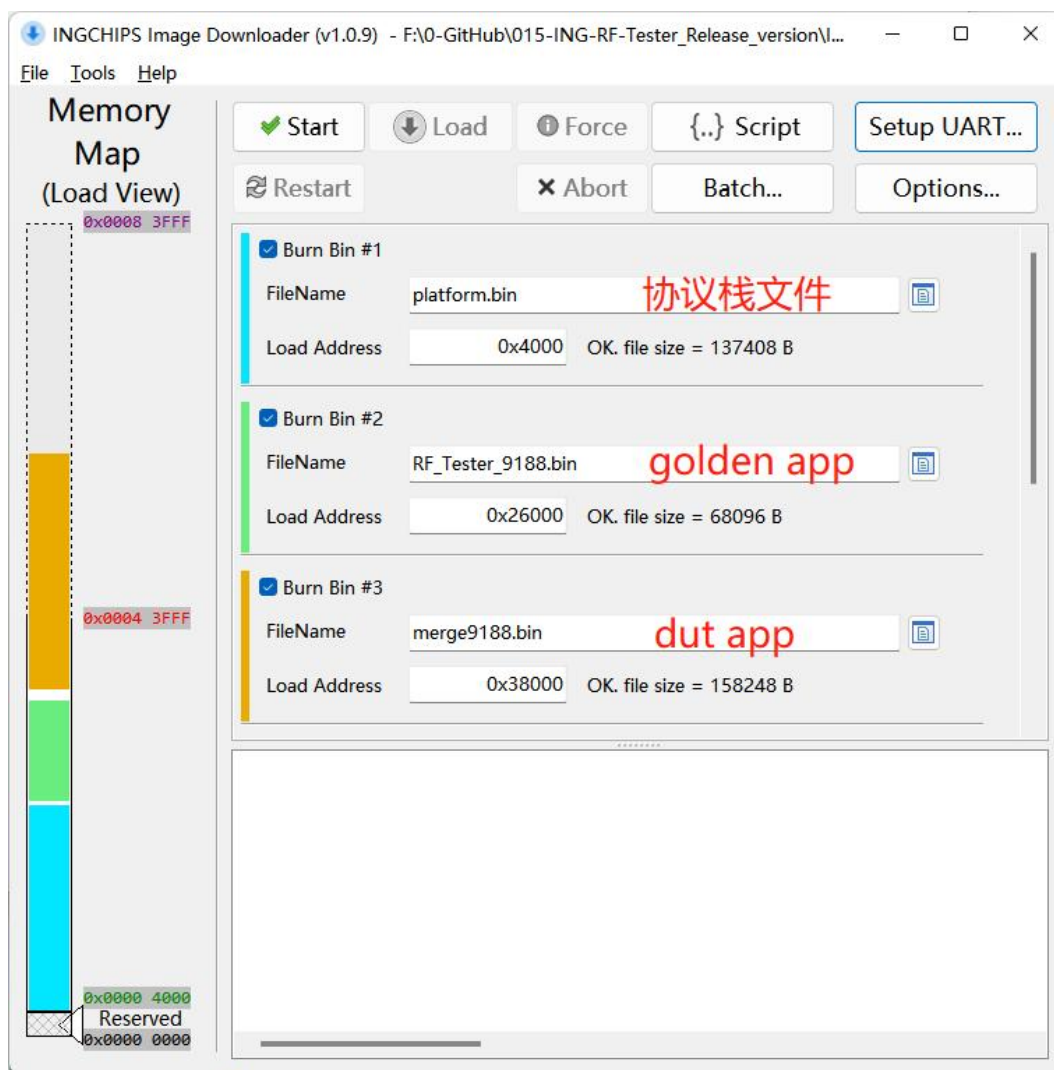 INGCHIPS Image Downloader (v1.0.9) - F:\0-GitHub\015-ING-RF-Tester_Release_version\I...
File Tools Help
Memory
Map
(Load View)
0x0008 3FFF
0x0004 3FFF
0x0000 4000
Reserved
0x0000 0000
Start Load Force {..} Script Setup UART...
Restart Abort Batch... Options...
Burn Bin #1
FileName platform.bin 协议栈文件
Load Address 0x4000 OK. file size = 137408 B
Burn Bin #2
FileName RF_Tester_9188.bin golden app
Load Address 0x26000 OK. file size = 68096 B
Burn Bin #3
FileName merge9188.bin dut app
Load Address 0x38000 OK. file size = 158248 B